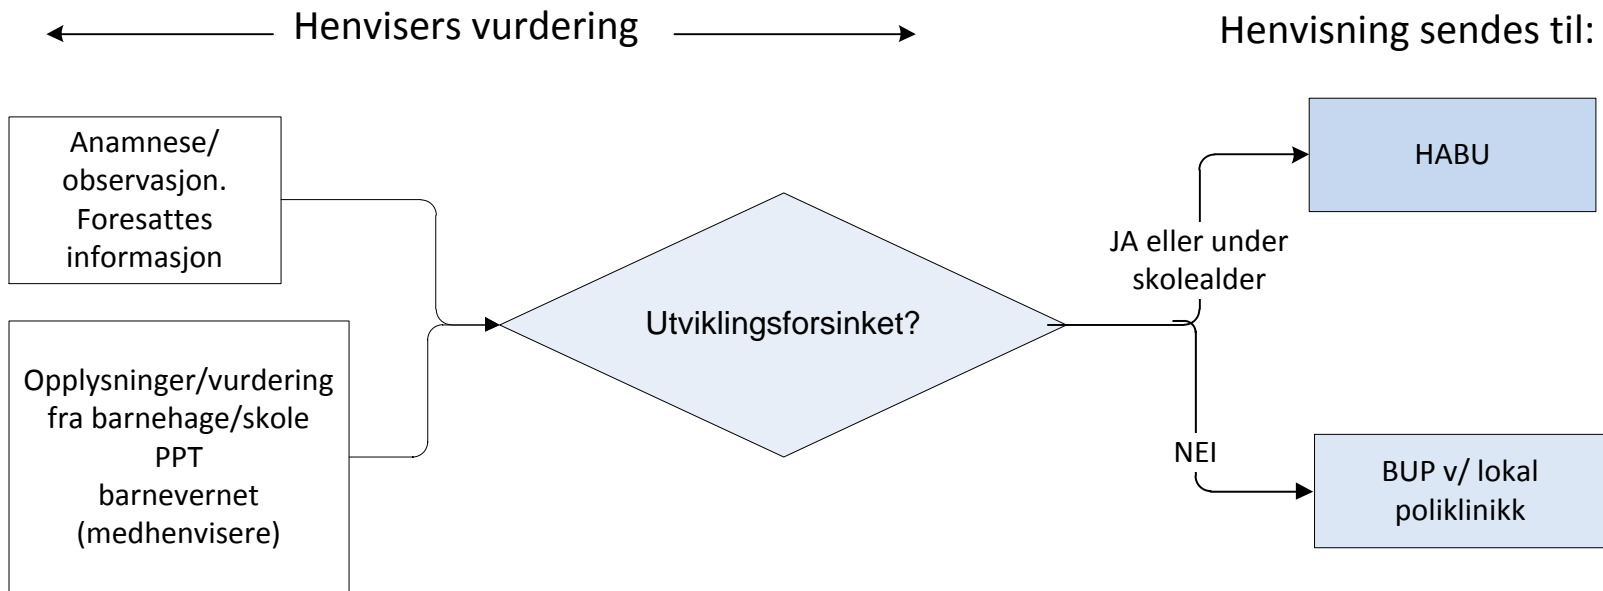 Henvisers vurdering
Henvisning sendes til:
Anamnese/
observasjon.
Foresattes
informasjon
Opplysninger/vurdering
fra barnehage/skole
PPT
barnevernet
(medhenvisere)
Utviklingsforsinket?
JA eller under
skolealder
NEI
HABU
BUP v/ lokal
poliklinikk